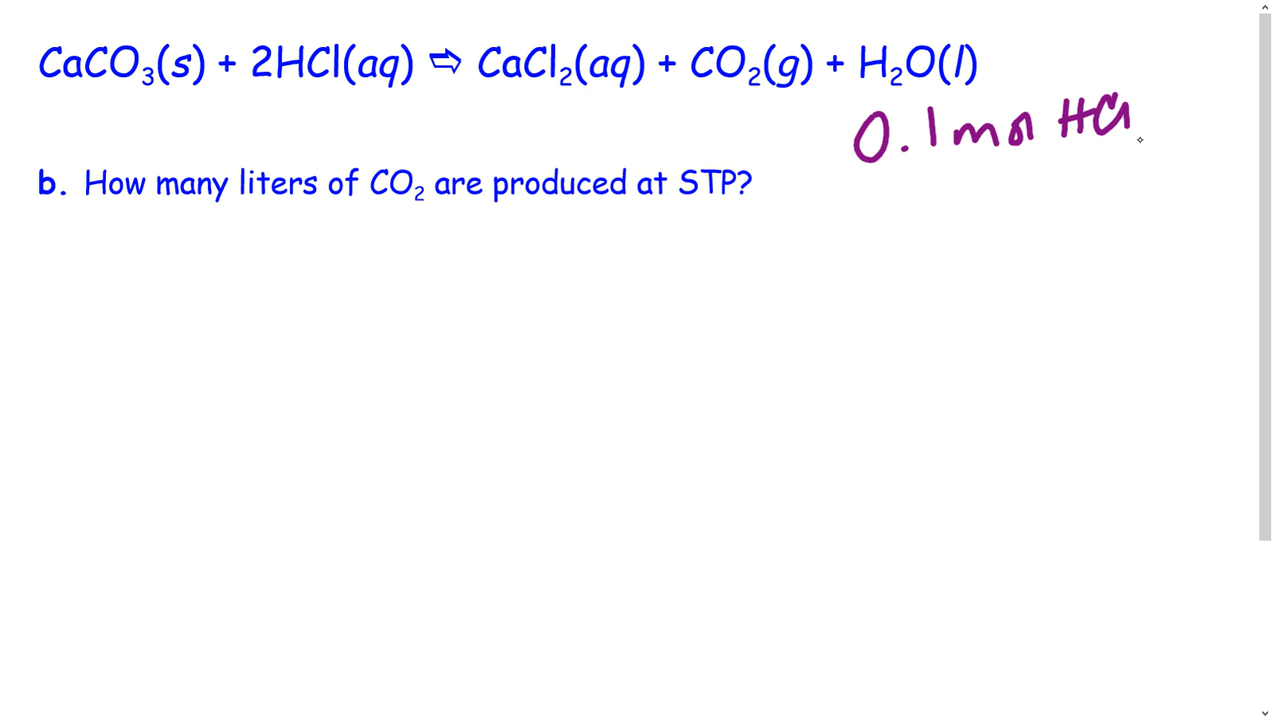 CaCO₃(s) + 2HCl(aq) ➩ CaCl₂(aq) + CO₂(g) + H₂O(l)
0.1 mol HCl
b. How many liters of CO₂ are produced at STP?